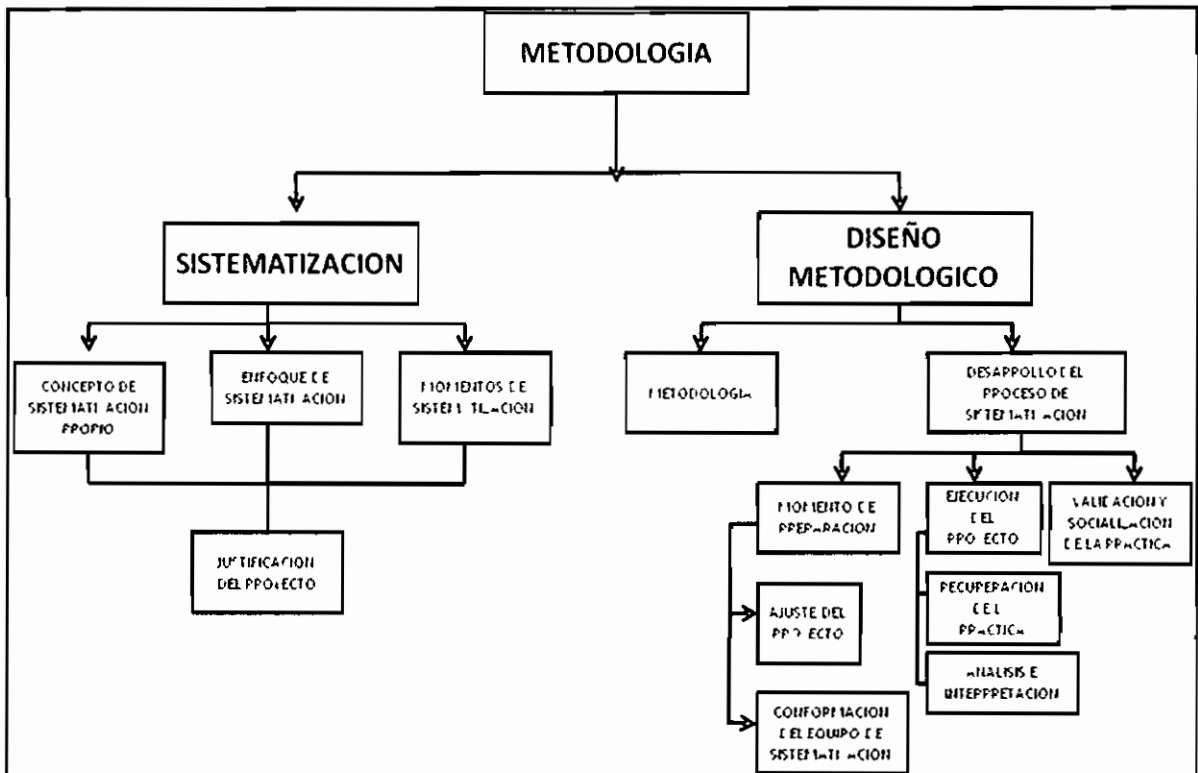 METODOLOGIA
SISTEMATIZACION
DISEÑO
METODOLOGICO
CONCEPTO DE
SISTEMATIZACION
PROPIO
ENFOQUE DE
SISTEMATIZACION
MOMENTOS DE
SISTEMATIZACION
METODOLOGIA
DESARROLLO DEL
PROCESO DE
SISTEMATIZACION
JUSTIFICACION
DEL PROYECTO
MOMENTO DE
PREPARACION
EJECUCION
DEL
PROYECTO
VALIDACION Y
SOCIALIZACION
DE LA PRACTICA
AJUSTE DEL
PROYECTO
RECUPERACION
DE L
PRACTICA
ANALISIS E
INTERPRETACION
CONFORMACION
DEL EQUIPO DE
SISTEMATIZACION